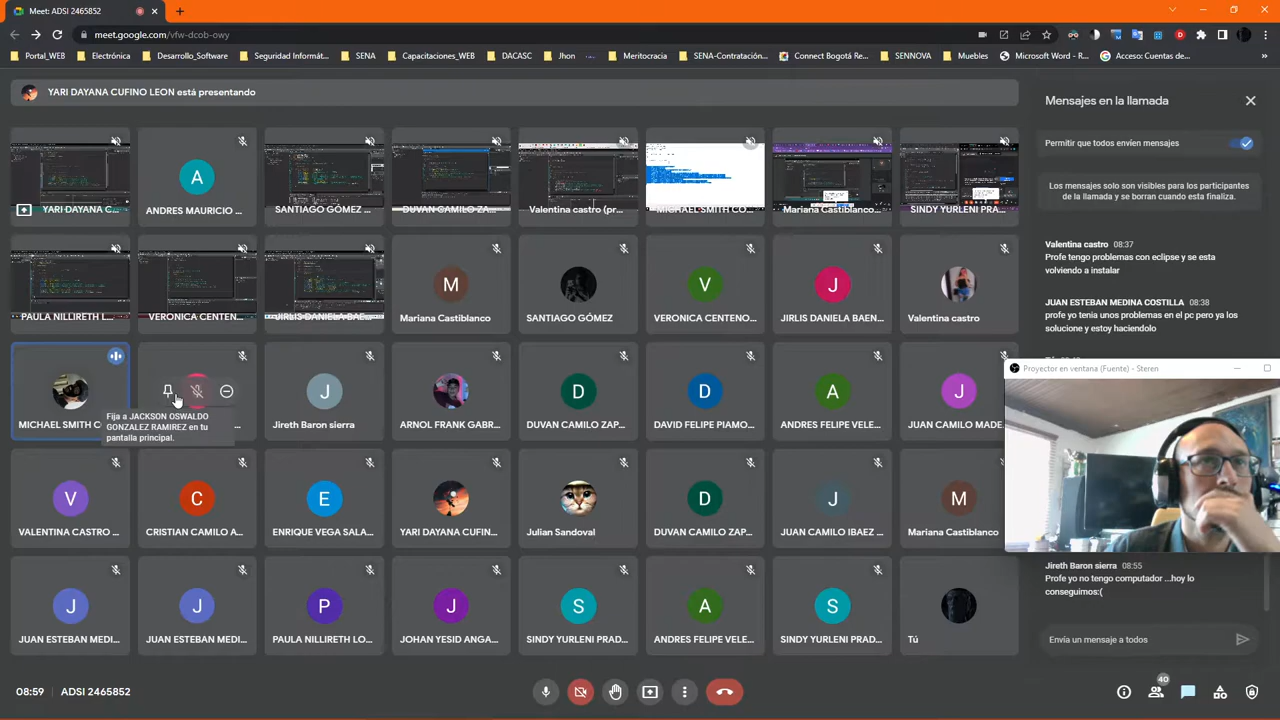 Meet: ADSI 2465852
meet.google.com/vfw-dcob-owy
Portal_WEB
Electrónica
Desarrollo_Software
Seguridad Informát...
SENA
Capacitaciones_WEB
DACASC
Jhon
Meritocracia
SENA-Contratación...
Connect Bogotá Reg...
SENNOVA
Muebles
Microsoft Word - R...
Acceso: Cuentas de...
»
YARI DAYANA CUFINO LEON está presentando
YARI DAYANA C...
A
ANDRES MAURICIO ...
SANTIAGO GÓMEZ ...
DUVAN CAMILO ZA...
Valentina castro (pr...
MICHAEL SMITH CO...
Mariana Castiblanco...
SINDY YURLENI PRA...
PAULA NILLIRETH L...
VERONICA CENTEN...
JIRLIS DANIELA BAE...
M
Mariana Castiblanco
SANTIAGO GÓMEZ
V
VERONICA CENTENO...
J
JIRLIS DANIELA BAEN...
Valentina castro
MICHAEL SMITH C
Fija a JACKSON OSWALDO
GONZALEZ RAMIREZ en tu
pantalla principal.
J
Jireth Baron sierra
ARNOL FRANK GABR...
D
DUVAN CAMILO ZAP...
D
DAVID FELIPE PIAMO...
A
ANDRES FELIPE VELE...
J
JUAN CAMILO MADE
V
VALENTINA CASTRO ...
C
CRISTIAN CAMILO A...
E
ENRIQUE VEGA SALA...
YARI DAYANA CUFIN...
Julian Sandoval
D
DUVAN CAMILO ZAP...
J
JUAN CAMILO IBAEZ ...
M
Mariana Castiblanc
J
JUAN ESTEBAN MEDI...
J
JUAN ESTEBAN MEDI...
P
PAULA NILLIRETH LO...
J
JOHAN YESID ANGA...
S
SINDY YURLENI PRAD...
A
ANDRES FELIPE VELE...
S
SINDY YURLENI PRAD...
Tú
Mensajes en la llamada
Permitir que todos envíen mensajes
Los mensajes solo son visibles para los participantes
de la llamada y se borran cuando esta finaliza.
Valentina castro 08:37
Profe tengo problemas con eclipse y se esta
volviendo a instalar
JUAN ESTEBAN MEDINA COSTILLA 08:38
profe yo tenia unos problemas en el pc pero ya los
solucione y estoy haciendolo
Proyector en ventana (Fuente) - Steren
Jireth Baron sierra 08:55
Profe yo no tengo computador ...hoy lo
conseguimos:(
Envía un mensaje a todos
08:59
ADSI 2465852
40